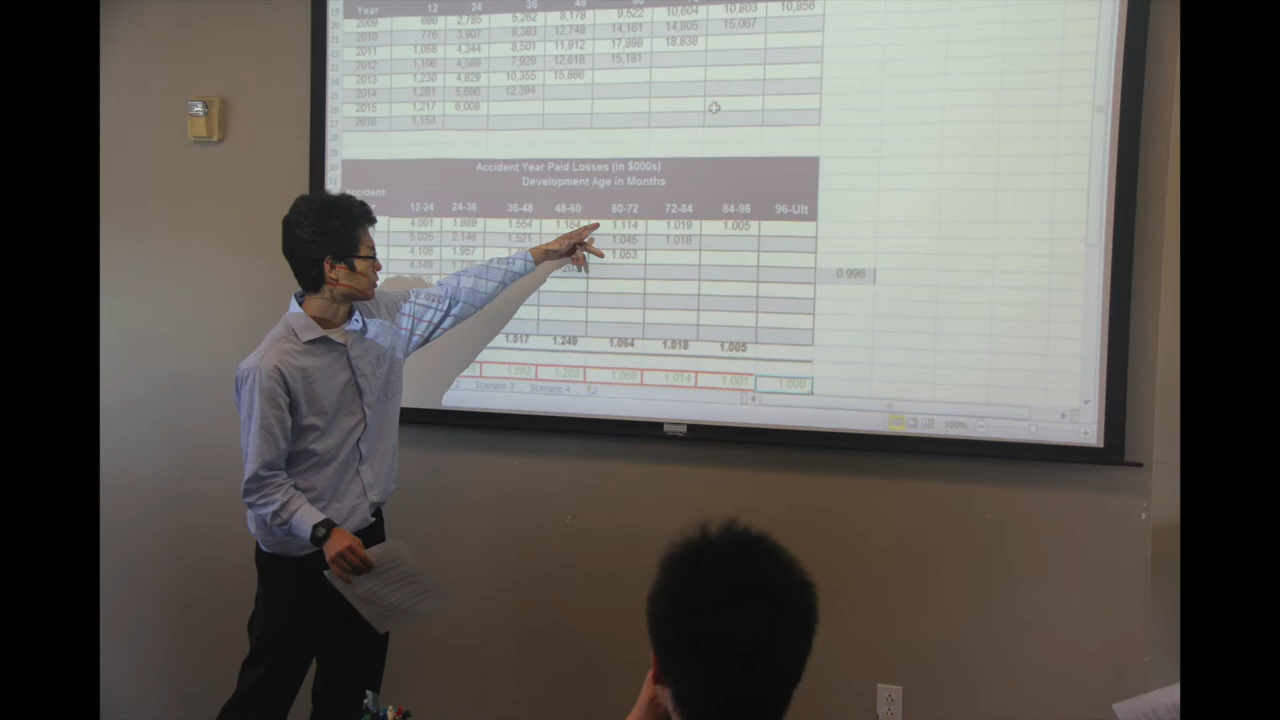 Year 12 24 36 48 10,856
2009 698 2,785 5,262 8,178 9,522 10,604 10,803
2010 776 3,907 9,383 12,748 14,161 14,805 15,067
2011 1,058 4,344 8,501 11,912 17,898 18,838
2012 1,106 4,589 7,929 12,618 15,181
2013 1,230 4,829 10,355 15,886
2014 1,281 5,696 12,394
2015 1,217 6,008
2016 1,153
Accident Year Paid Losses (in $000s)
Development Age in Months
Accident
12-24 24-36 36-48 48-60 60-72 72-84 84-96 96-Ult
4.001 1.889 1.554 1.164 1.114 1.019 1.005
5.035 2.146 1.521 1.045 1.018
4.106 1.957 1.053
4.149
0.996
1.517 1.249 1.064 1.018 1.005
1.203 1.060 1.014 1.001 1.000
Scenario 3 Scenario 4
100%